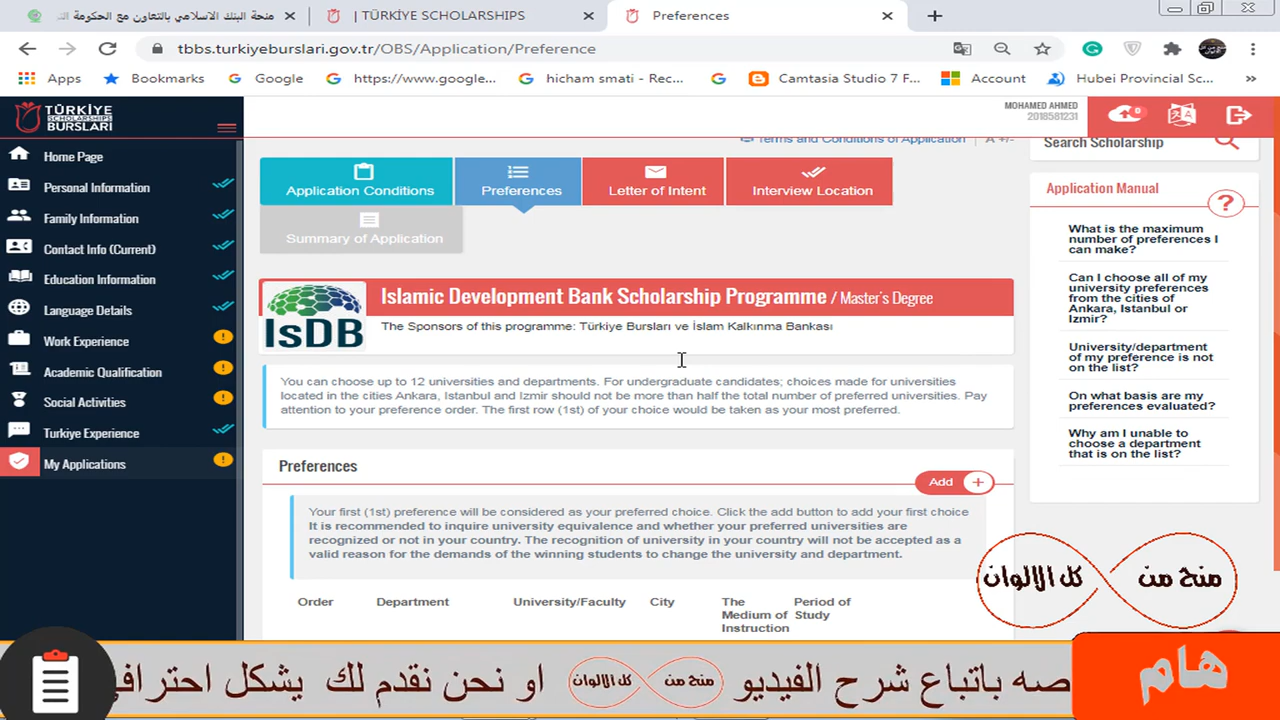 منحة البنك الاسلامي بالتعاون مع الحكومة الت
| TÜRKİYE SCHOLARSHIPS
Preferences
tbbs.turkiyeburslari.gov.tr/OBS/Application/Preference
Apps
Bookmarks
Google
https://www.google...
hicham smati - Rec...
Camtasia Studio 7 F...
Account
Hubei Provincial Sc...
»
TÜRKİYE
SCHOLARSHIPS
BURSLARI
MOHAMED AHMED
2018581231
0
Home Page
Personal Information
Family Information
Contact Info (Current)
Education Information
Language Details
Work Experience
Academic Qualification
Social Activities
Turkiye Experience
My Applications
Terms and Conditions of Application
A +/-
Application Conditions
Preferences
Letter of Intent
Interview Location
Summary of Application
IsDB
Islamic Development Bank Scholarship Programme / Master's Degree
The Sponsors of this programme: Türkiye Bursları ve İslam Kalkınma Bankası
You can choose up to 12 universities and departments. For undergraduate candidates; choices made for universities
located in the cities Ankara, Istanbul and Izmir should not be more than half the total number of preferred universities. Pay
attention to your preference order. The first row (1st) of your choice would be taken as your most preferred.
Preferences
Add +
Your first (1st) preference will be considered as your preferred choice. Click the add button to add your first choice
It is recommended to inquire university equivalence and whether your preferred universities are
recognized or not in your country. The recognition of university in your country will not be accepted as a
valid reason for the demands of the winning students to change the university and department.
Order
Department
University/Faculty
City
The
Medium of
Instruction
Period of
Study
Search Scholarship
Application Manual
?
What is the maximum
number of preferences I
can make?
Can I choose all of my
university preferences
from the cities of
Ankara, Istanbul or
Izmir?
University/department
of my preference is not
on the list?
On what basis are my
preferences evaluated?
Why am I unable to
choose a department
that is on the list?
منح من كل الالوان
هام
صه باتباع شرح الفيديو منح من كل الالوان او نحن نقدم لك يشكل احترافي